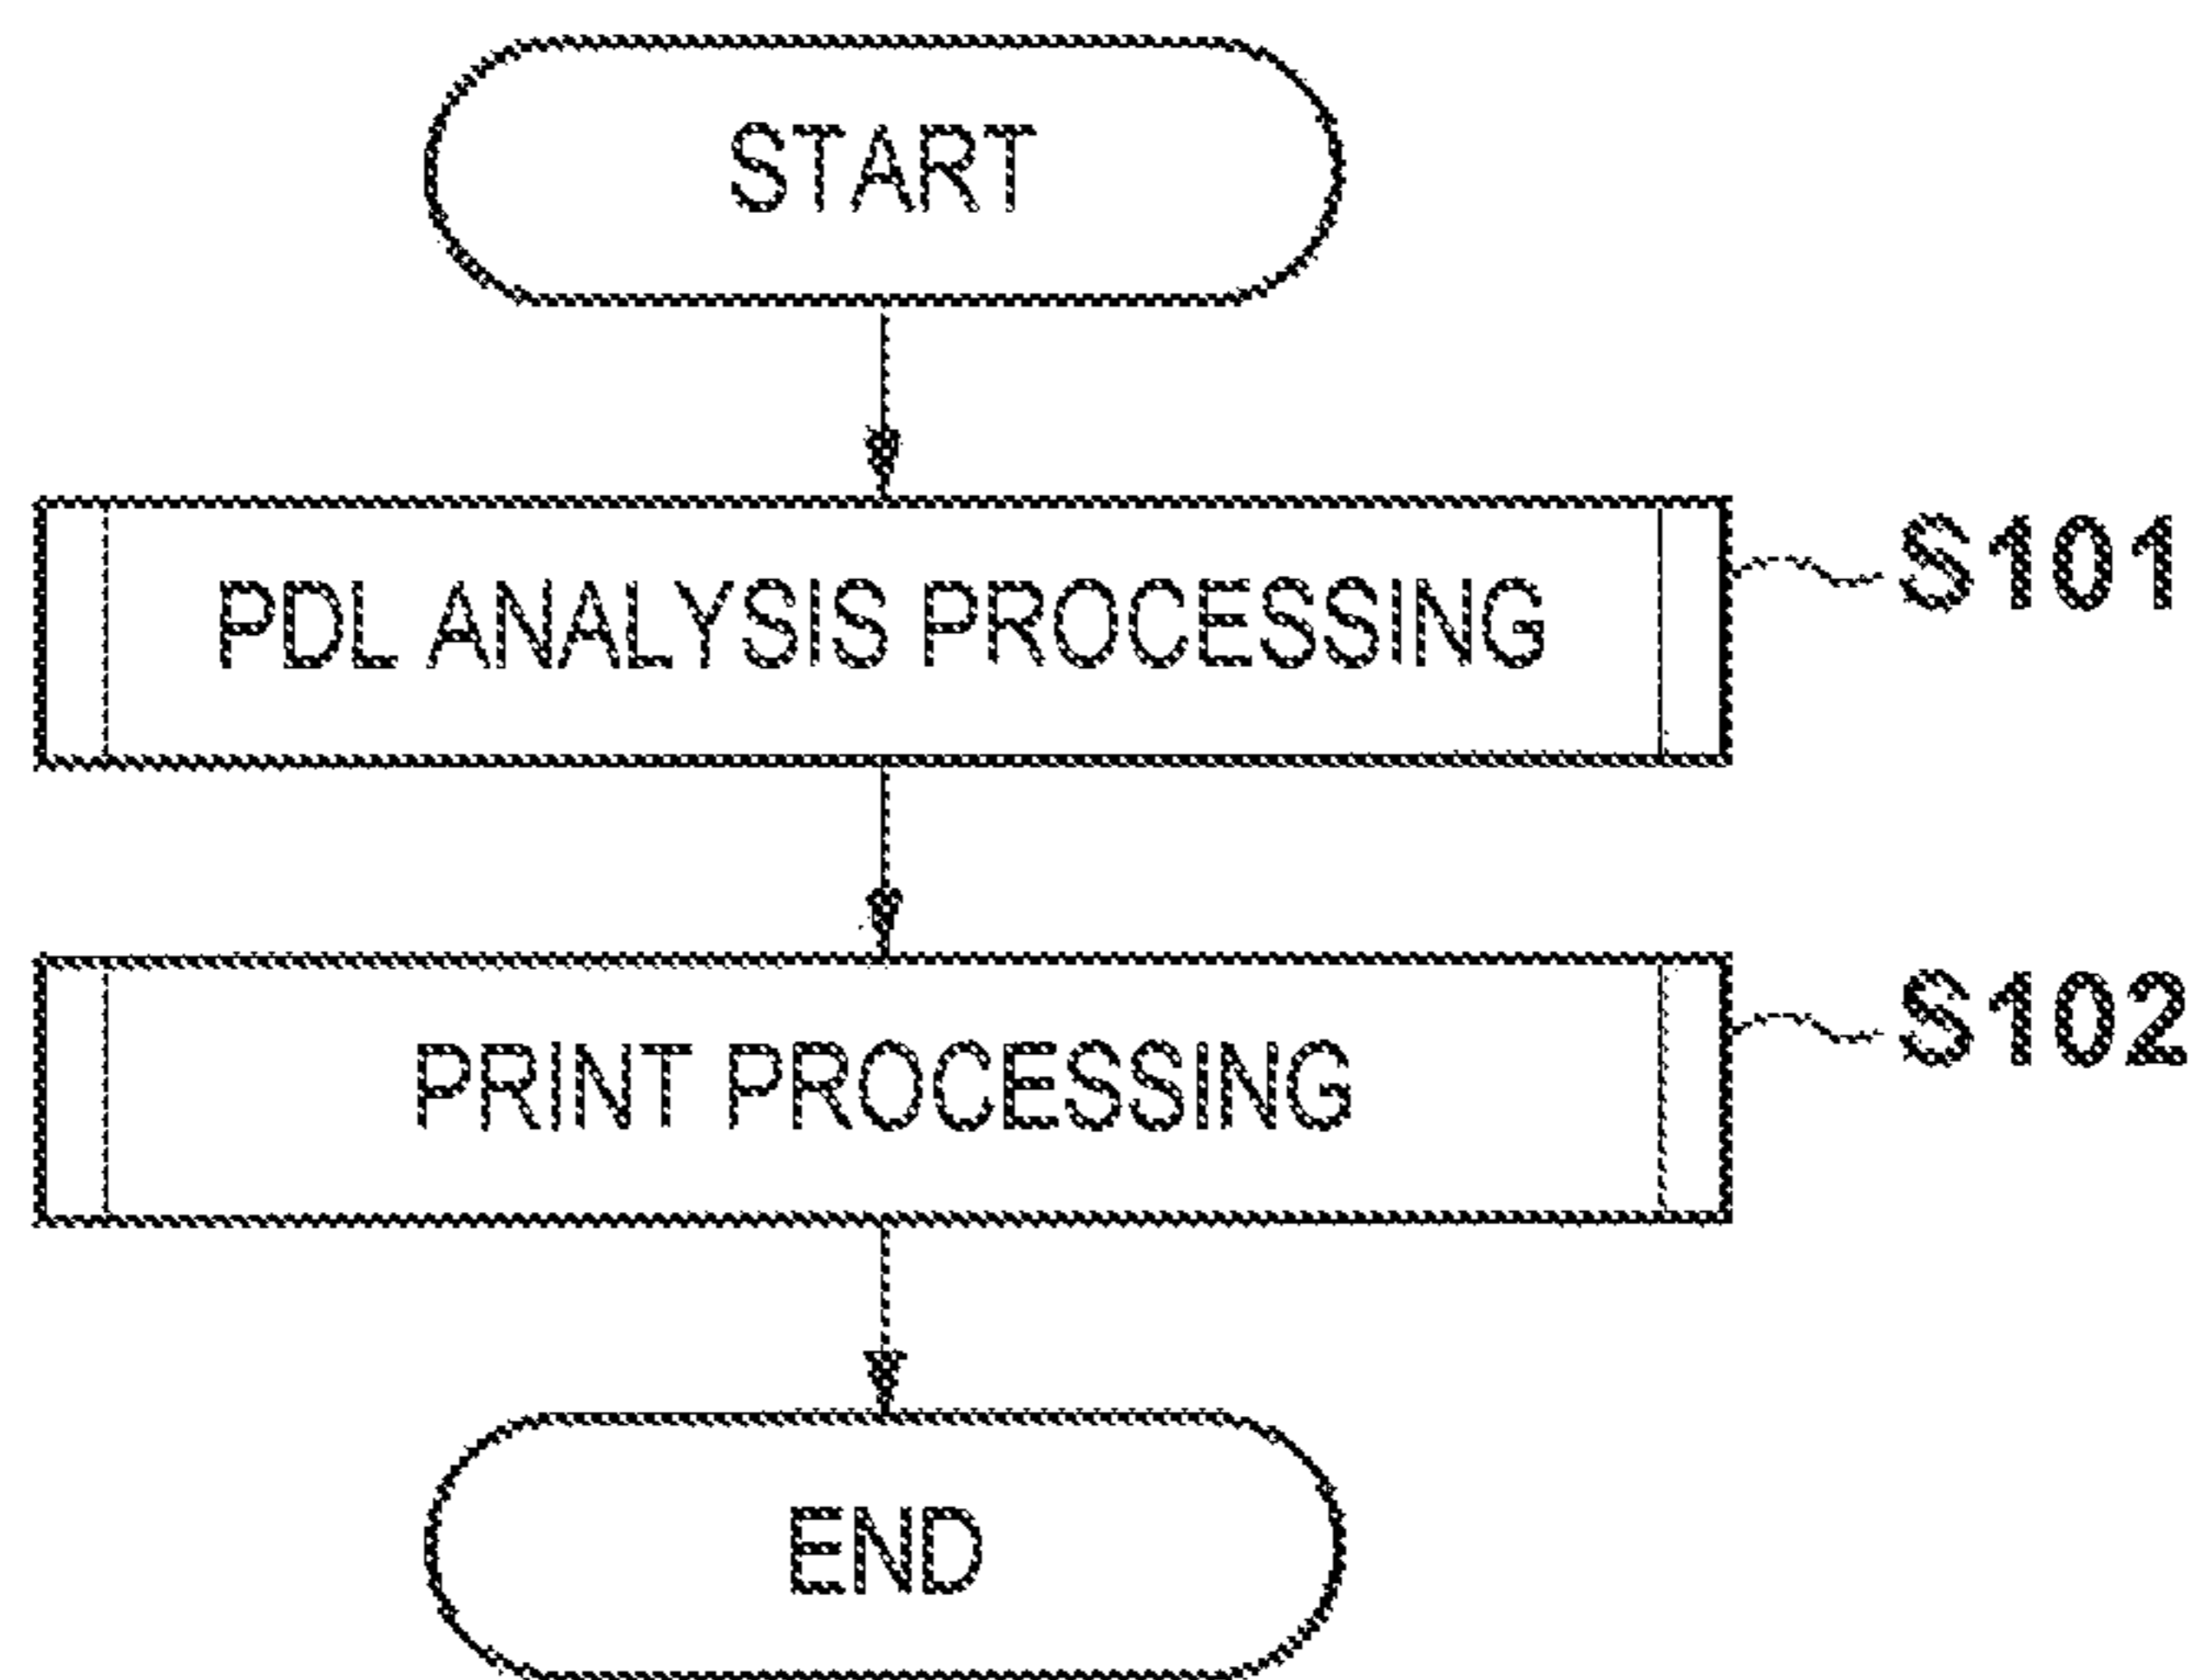 START
PDL ANALYSIS PROCESSING
S101
PRINT PROCESSING
S102
END